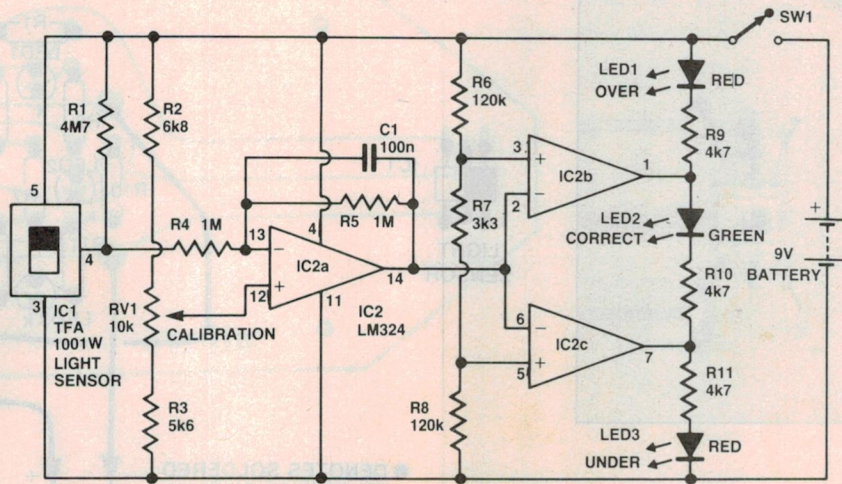 SW1
R1
4M7
R2
6k8
C1
100n
R6
120k
LED1
OVER
RED
R9
4k7
5
4
3
R4 1M
R5 1M
13
12
4
11
14
IC2a
IC2
LM324
R7
3k3
3
2
1
IC2b
LED2
CORRECT
GREEN
+
9V
BATTERY
R10
4k7
IC1
TFA
1001W
LIGHT
SENSOR
RV1
10k
CALIBRATION
6
5
7
IC2c
R3
5k6
R8
120k
R11
4k7
LED3
UNDER
RED
DENOTES SOLDERED